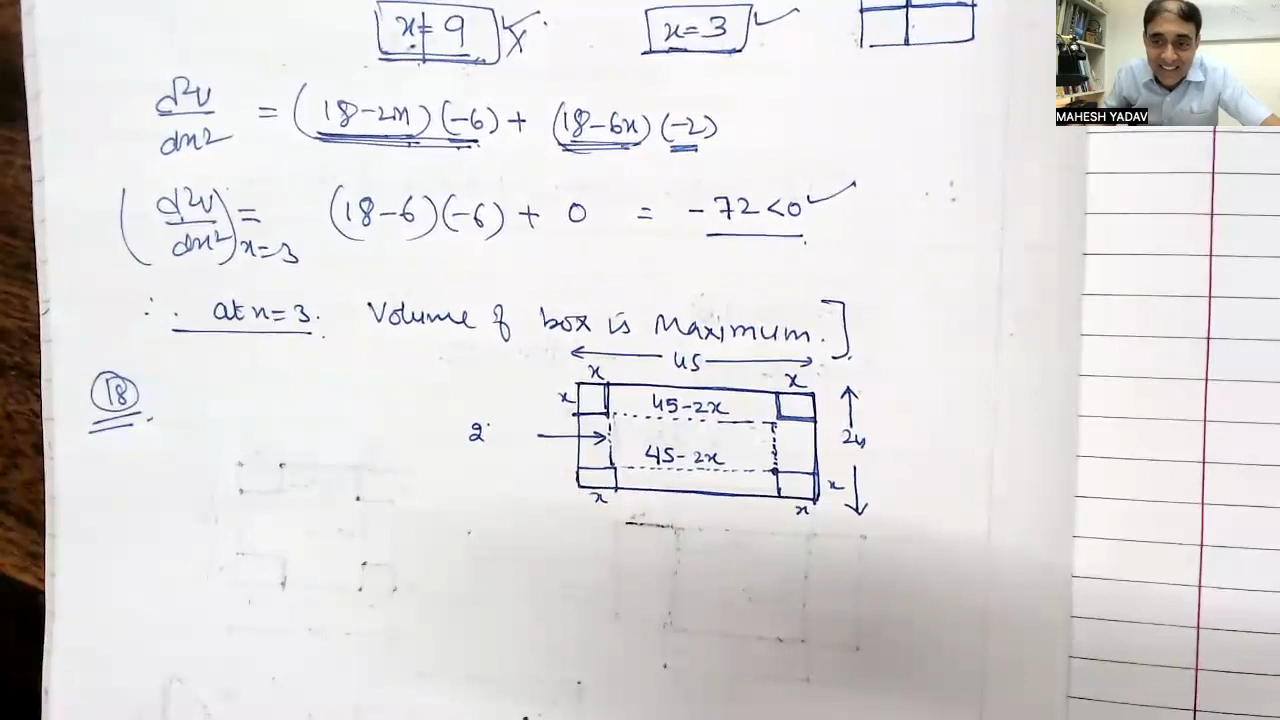 x=9 x=3
MAHESH YADAV
d²v/dx² = (18-2x)(-6) + (18-6x)(-2)
(d²v/dx²)x=3 = (18-6)(-6) + 0 = -72<0
∴ at x=3. Volume of box is Maximum.]
45
x x
18. x 45-2x
24
2 45-2x
x
x x